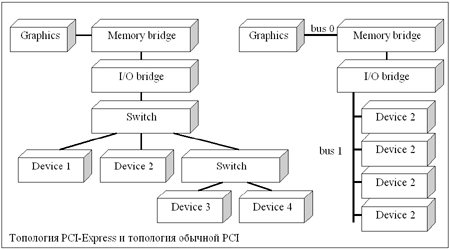 Graphics
Memory bridge
I/O bridge
Switch
Device 1
Device 2
Switch
Device 3
Device 4
Graphics
bus 0
Memory bridge
I/O bridge
bus 1
Device 2
Device 2
Device 2
Device 2
Топология PCI-Express и топология обычной PCI